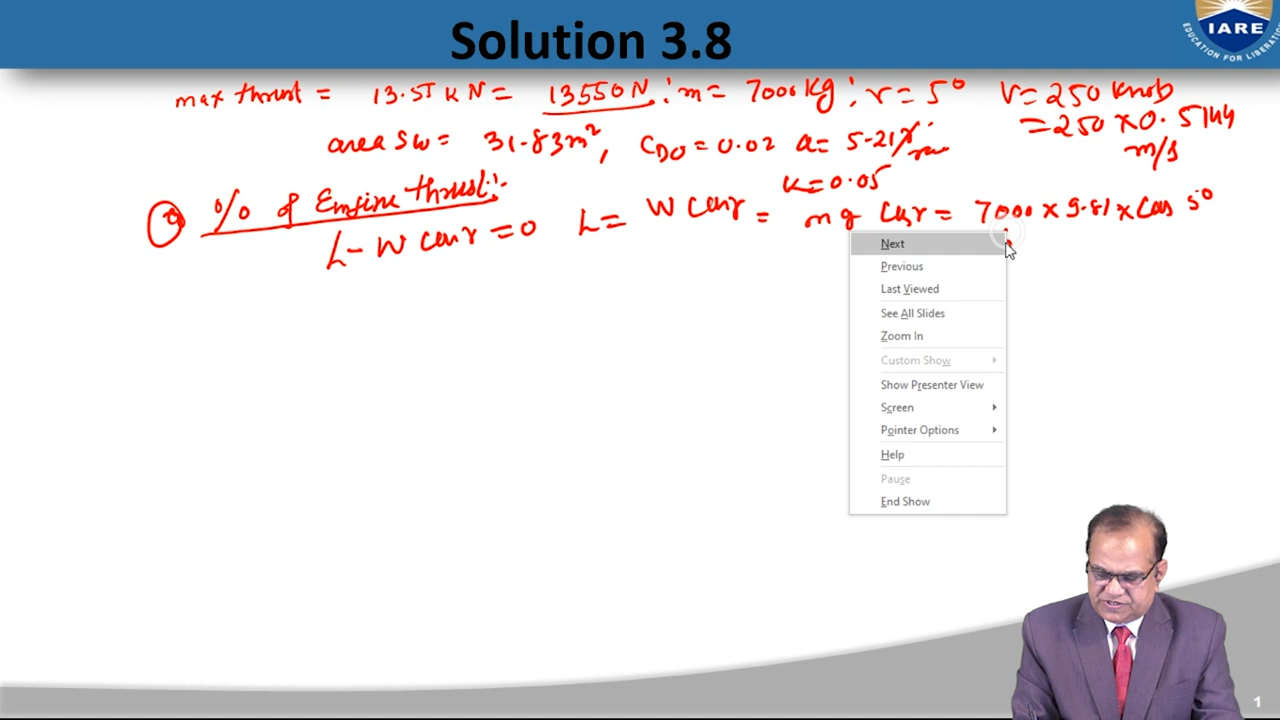 Solution 3.8
IARE
EDUCATION FOR LIBERATION
max thrust = 13.55 kN = 13550 N ; m = 7000 kg ; γ = 5° V = 250 knots
= 250 × 0.5144
m/s
area Sw = 31.83 m², CD0 = 0.02 a = 5.21/
K = 0.05
a % of Engine thrust :-
L - W cos γ = 0 L = W cos γ = mg cos γ = 7000 × 9.81 × cos 5°
Next
Previous
Last Viewed
See All Slides
Zoom In
Custom Show
Show Presenter View
Screen
Pointer Options
Help
Pause
End Show
1